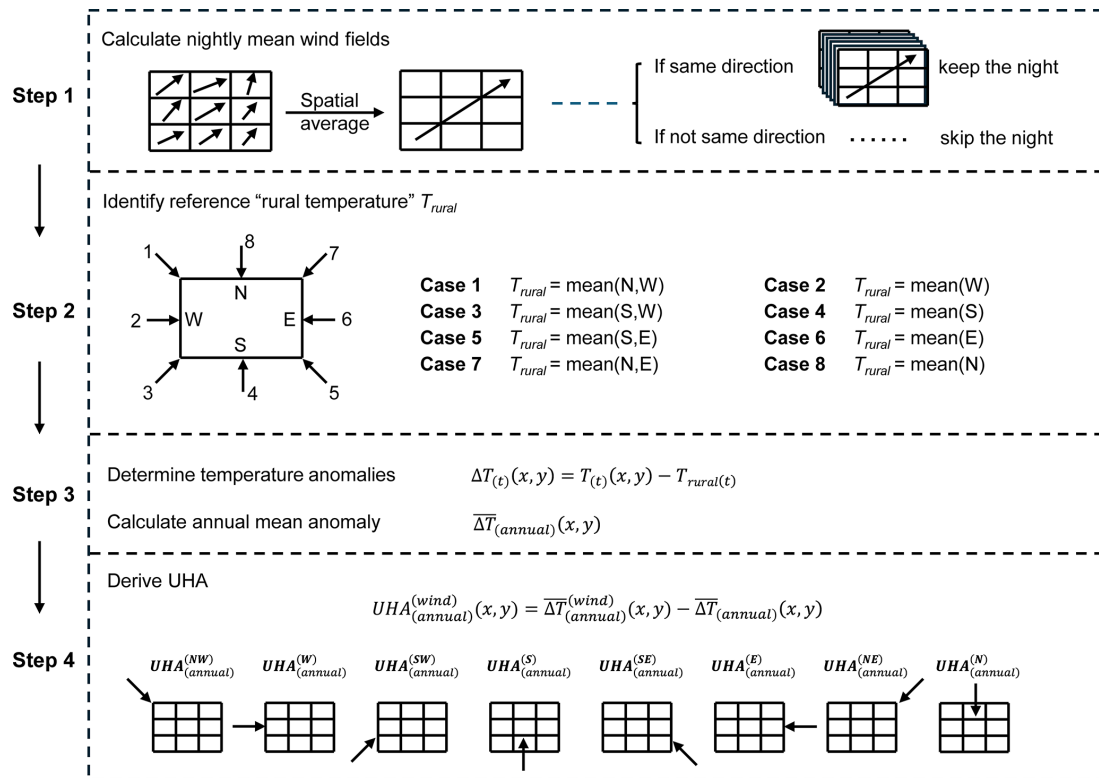 Step 1
Calculate nightly mean wind fields
Spatial
average
If same direction
keep the night
If not same direction
skip the night
Step 2
Identify reference “rural temperature” T_rural
1
8
7
2
6
3
4
5
N
W
E
S
Case 1 T_rural = mean(N,W)
Case 2 T_rural = mean(W)
Case 3 T_rural = mean(S,W)
Case 4 T_rural = mean(S)
Case 5 T_rural = mean(S,E)
Case 6 T_rural = mean(E)
Case 7 T_rural = mean(N,E)
Case 8 T_rural = mean(N)
Step 3
Determine temperature anomalies ΔT_(t)(x, y) = T_(t)(x, y) − T_rural(t)
Calculate annual mean anomaly \overline{ΔT}_(annual)(x, y)
Step 4
Derive UHA
UHA^(wind)_(annual)(x, y) = \overline{ΔT}^(wind)_(annual)(x, y) − \overline{ΔT}_(annual)(x, y)
UHA^(NW)_(annual)
UHA^(W)_(annual)
UHA^(SW)_(annual)
UHA^(S)_(annual)
UHA^(SE)_(annual)
UHA^(E)_(annual)
UHA^(NE)_(annual)
UHA^(N)_(annual)